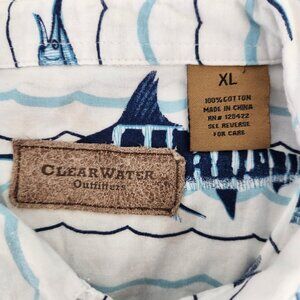 XL
100% COTTON
MADE IN CHINA
RN# 125422
SEE REVERSE
FOR CARE
CLEARWATER
Outfitters